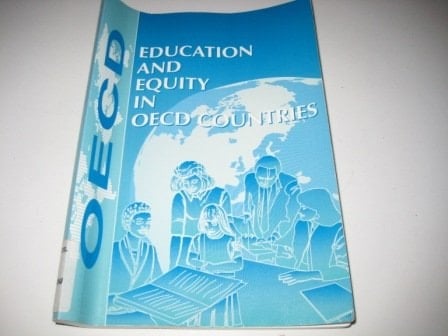 OECD
EDUCATION
AND
EQUITY
IN
OECD COUNTRIES